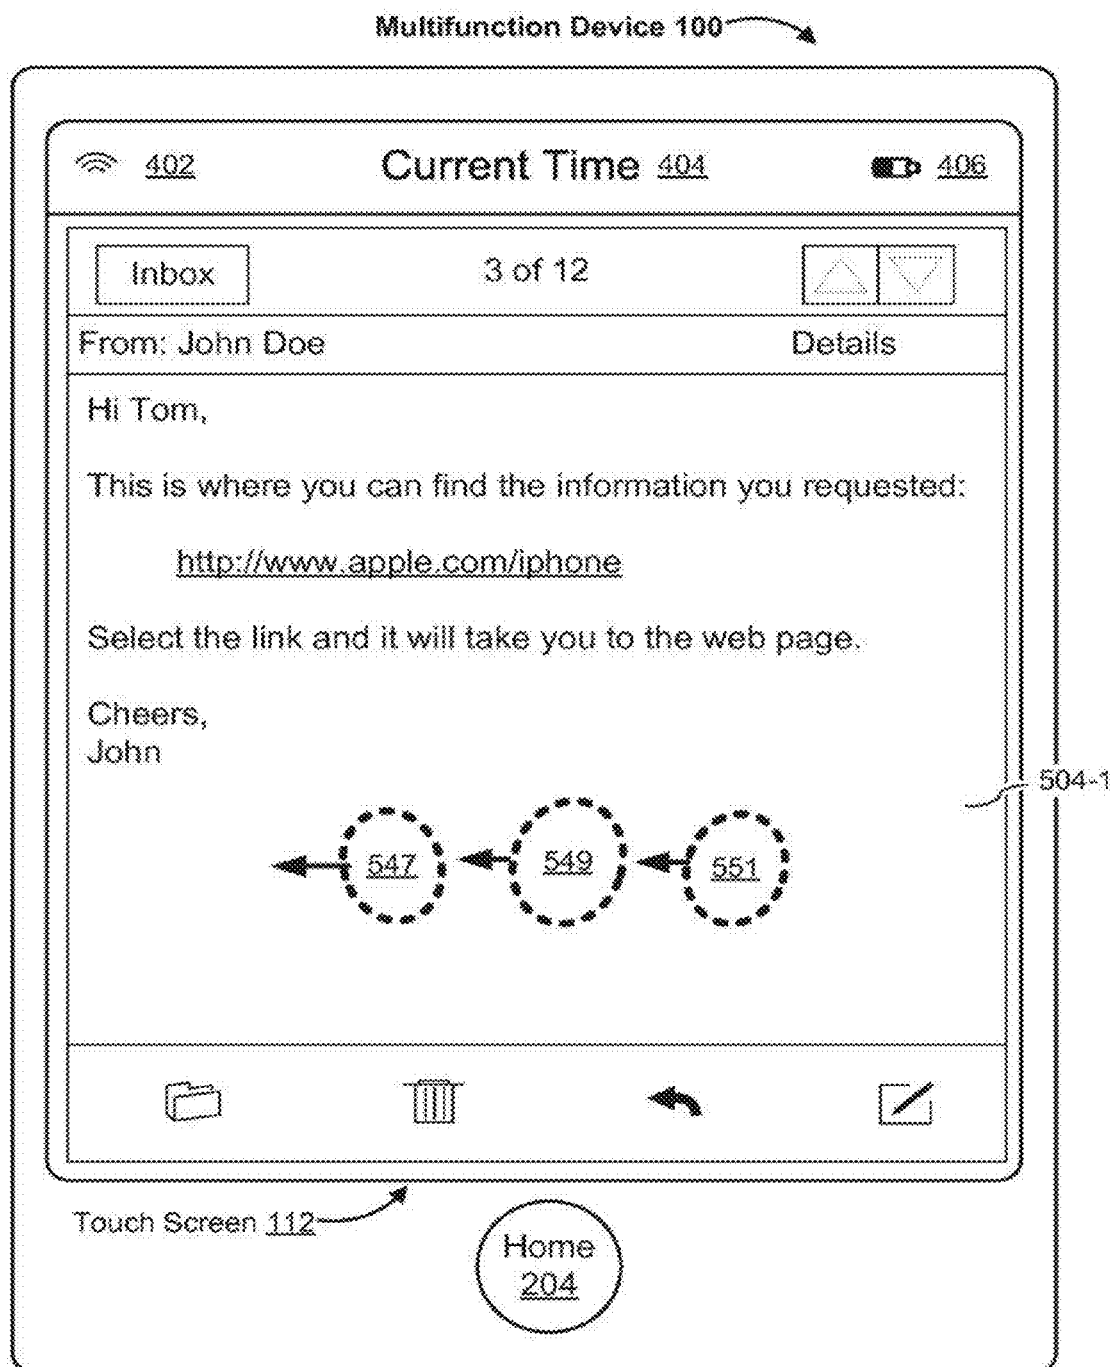 Multifunction Device 100
402 Current Time 404 406
Inbox 3 of 12
From: John Doe Details
Hi Tom,
This is where you can find the information you requested:
http://www.apple.com/iphone
Select the link and it will take you to the web page.
Cheers,
John
504-1
547 549 551
Touch Screen 112
Home
204